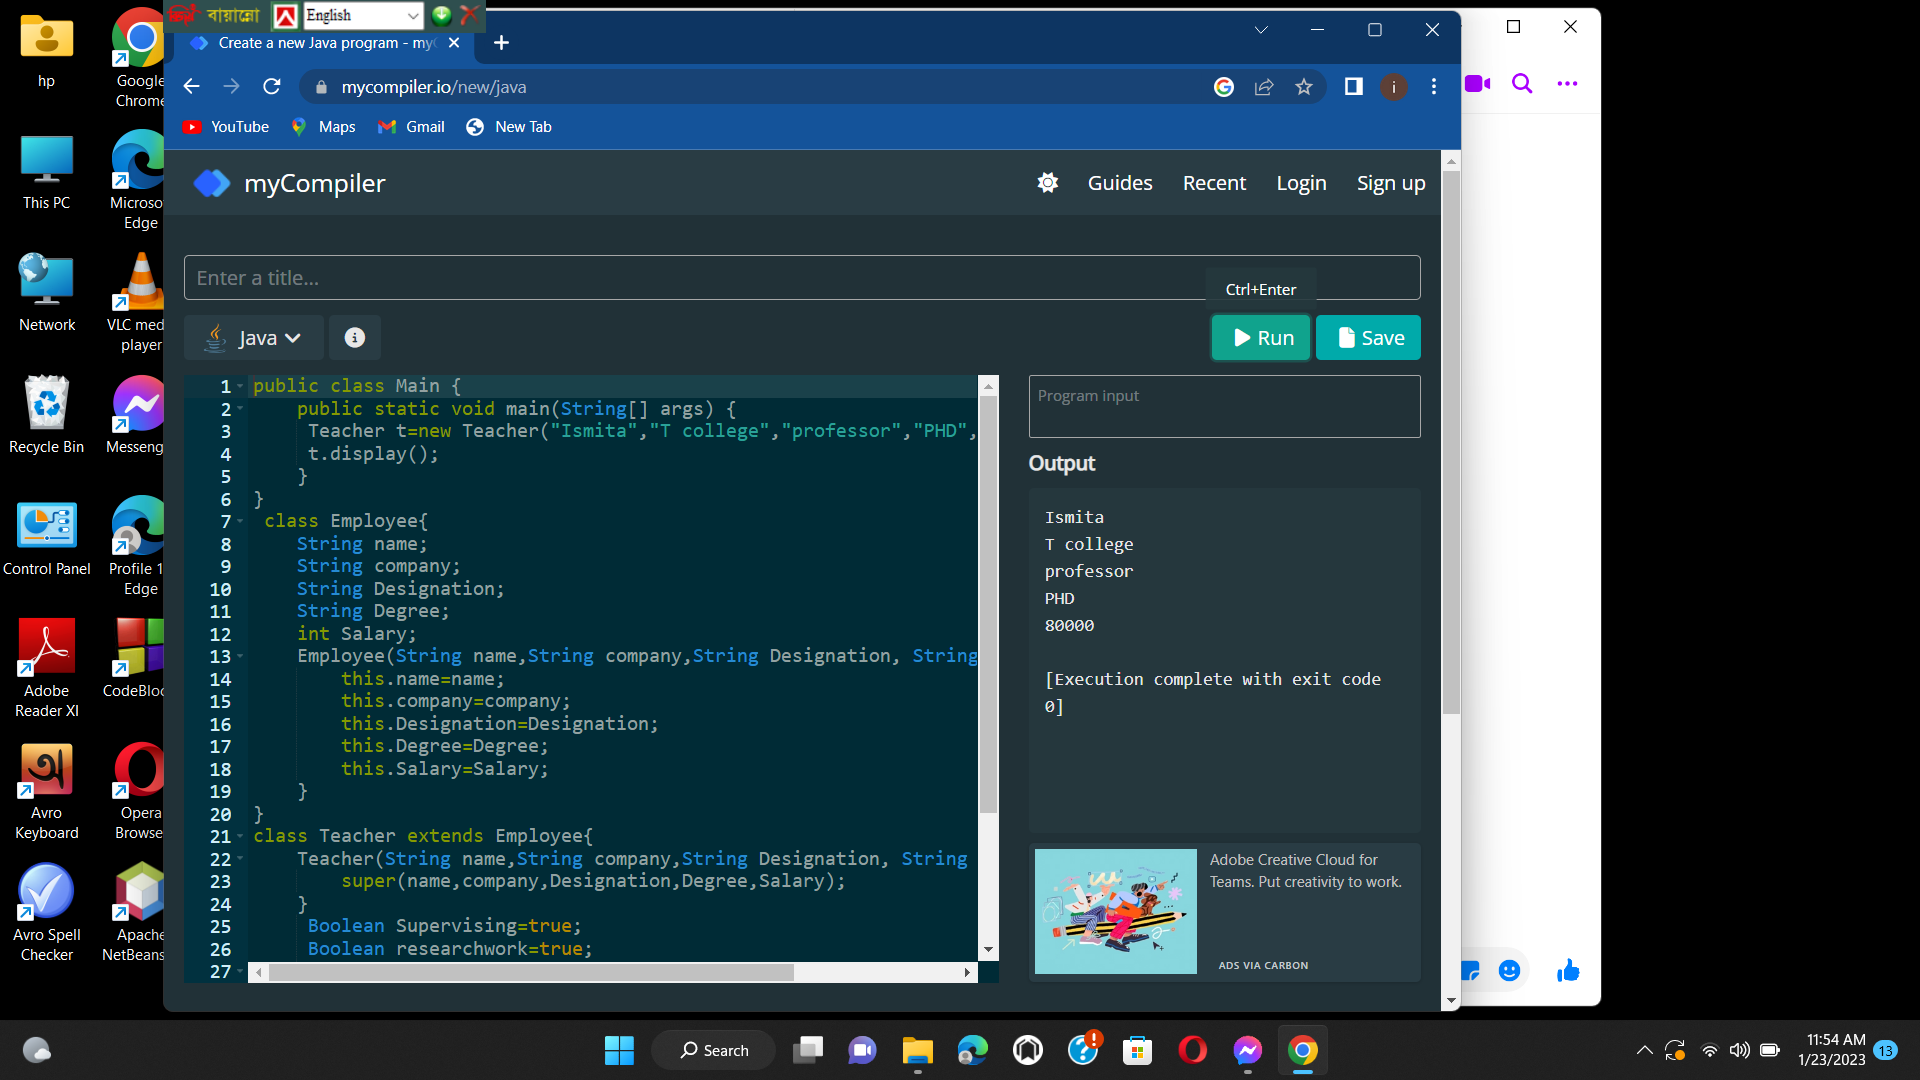 বায়ান্নো
English
Create a new Java program - my
mycompiler.io/new/java
i
YouTube
Maps
Gmail
New Tab
myCompiler
Guides
Recent
Login
Sign up
Enter a title...
Ctrl+Enter
Java
Run
Save
1 public class Main {
2 public static void main(String[] args) {
3 Teacher t=new Teacher("Ismita","T college","professor","PHD",
4 t.display();
5 }
6 }
7 class Employee{
8 String name;
9 String company;
10 String Designation;
11 String Degree;
12 int Salary;
13 Employee(String name,String company,String Designation, String
14 this.name=name;
15 this.company=company;
16 this.Designation=Designation;
17 this.Degree=Degree;
18 this.Salary=Salary;
19 }
20 }
21 class Teacher extends Employee{
22 Teacher(String name,String company,String Designation, String
23 super(name,company,Designation,Degree,Salary);
24 }
25 Boolean Supervising=true;
26 Boolean researchwork=true;
27
Program input
Output
Ismita
T college
professor
PHD
80000
[Execution complete with exit code
0]
Adobe Creative Cloud for
Teams. Put creativity to work.
ADS VIA CARBON
hp
Google
Chrome
This PC
Microso
Edge
Network
VLC med
player
Recycle Bin
Messeng
Control Panel
Profile 1
Edge
Adobe
Reader XI
CodeBloc
Avro
Keyboard
Opera
Browse
Avro Spell
Checker
Apache
NetBeans
Search
11:54 AM
1/23/2023
13